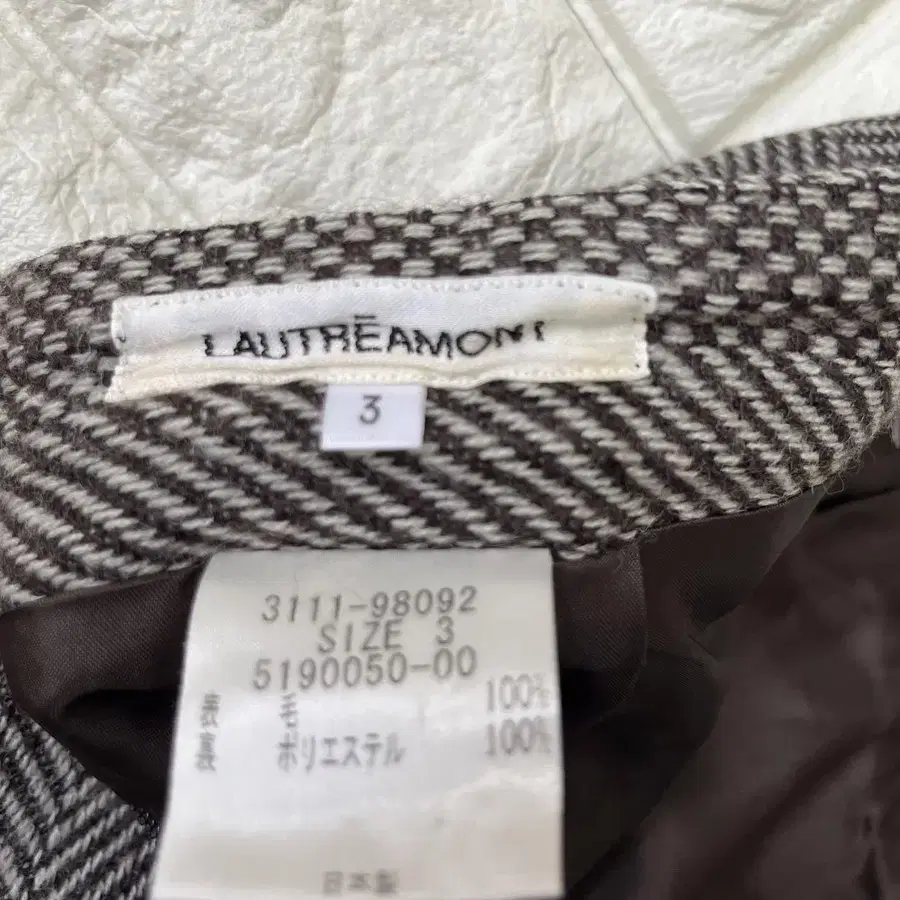 LAUTRĒAMONT
3
3111-98092
SIZE 3
5190050-00
表 毛 100%
裏 ポリエステル 100%
日本製